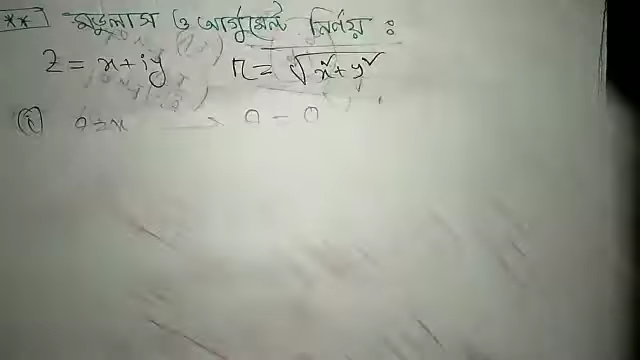 ** মডুলাস ও আর্গুমেন্ট নির্ণয় :
z = x+iy r = √x²+y²
(i)